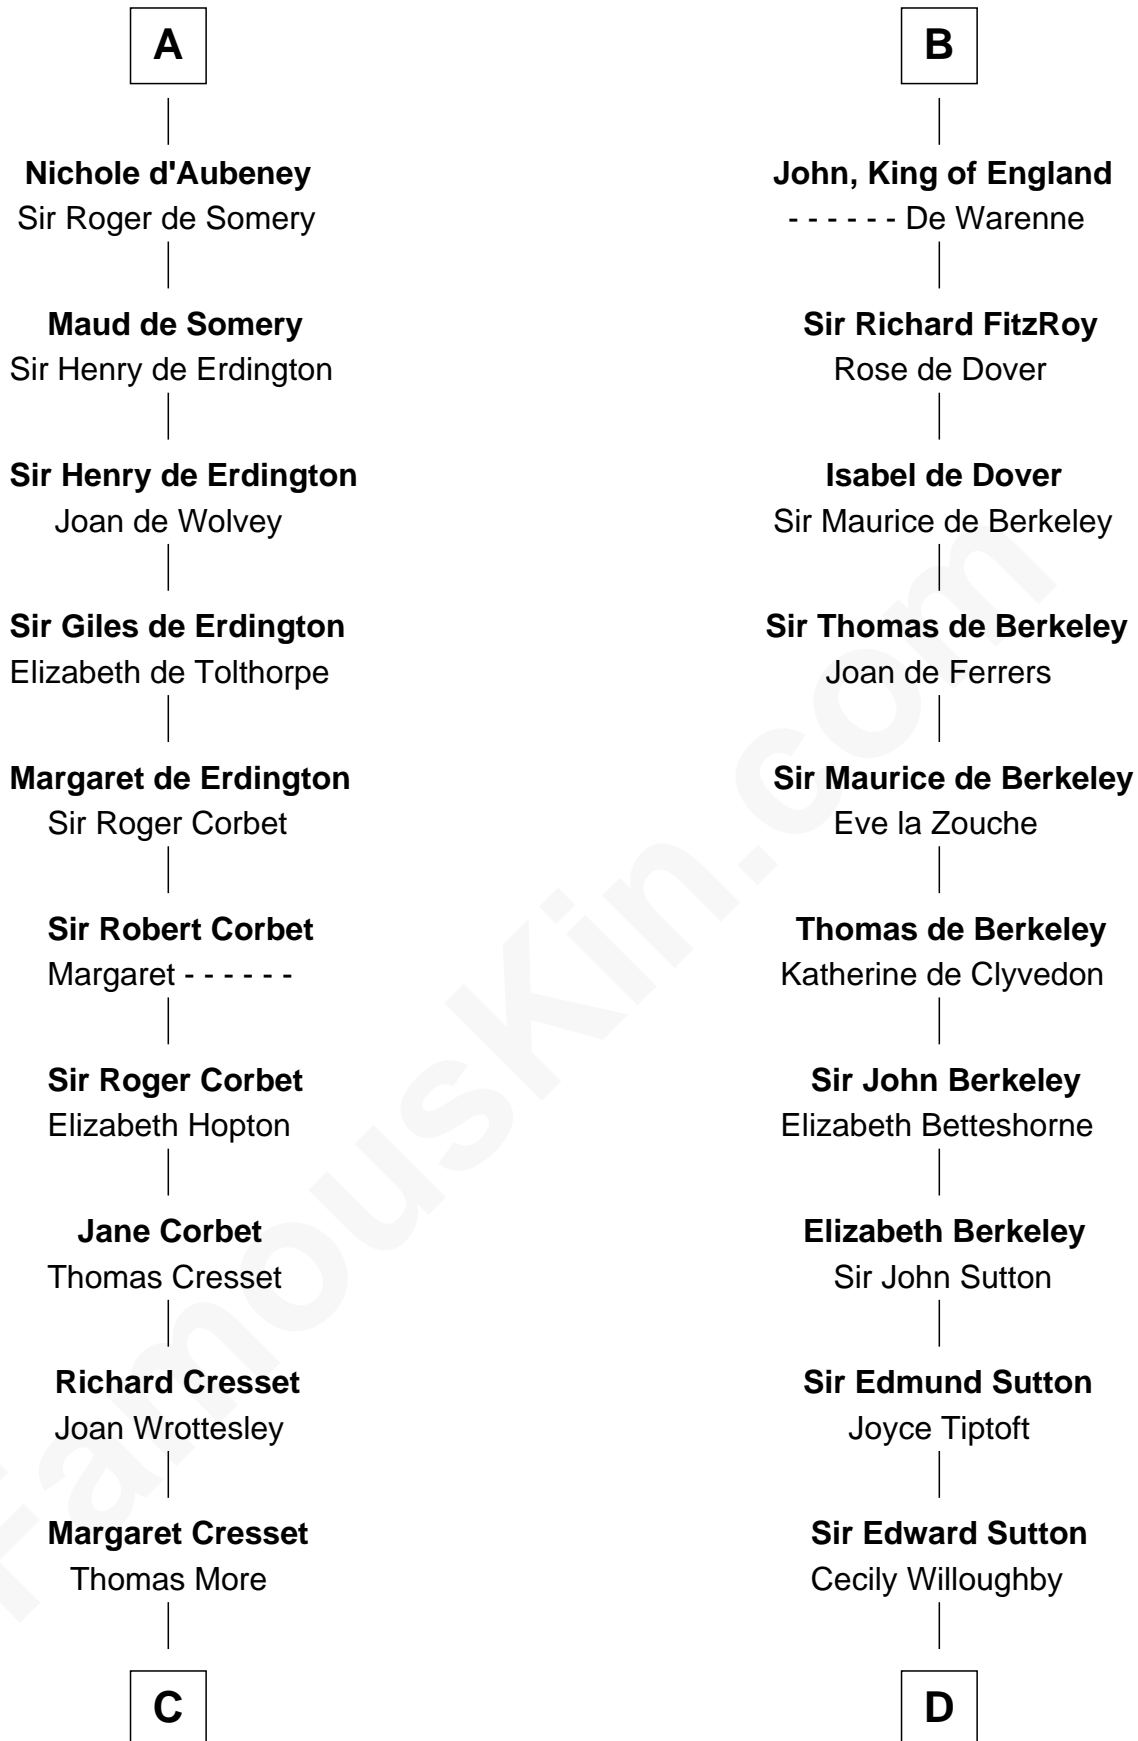 A
Nichole d'Aubeney
Sir Roger de Somery
Maud de Somery
Sir Henry de Erdington
Sir Henry de Erdington
Joan de Wolvey
Sir Giles de Erdington
Elizabeth de Tolthorpe
Margaret de Erdington
Sir Roger Corbet
Sir Robert Corbet
Margaret - - - - - -
Sir Roger Corbet
Elizabeth Hopton
Jane Corbet
Thomas Cresset
Richard Cresset
Joan Wrottesley
Margaret Cresset
Thomas More
C
B
John, King of England
- - - - - - De Warenne
Sir Richard FitzRoy
Rose de Dover
Isabel de Dover
Sir Maurice de Berkeley
Sir Thomas de Berkeley
Joan de Ferrers
Sir Maurice de Berkeley
Eve la Zouche
Thomas de Berkeley
Katherine de Clyvedon
Sir John Berkeley
Elizabeth Betteshorne
Elizabeth Berkeley
Sir John Sutton
Sir Edmund Sutton
Joyce Tiptoft
Sir Edward Sutton
Cecily Willoughby
D
FamousKin.com